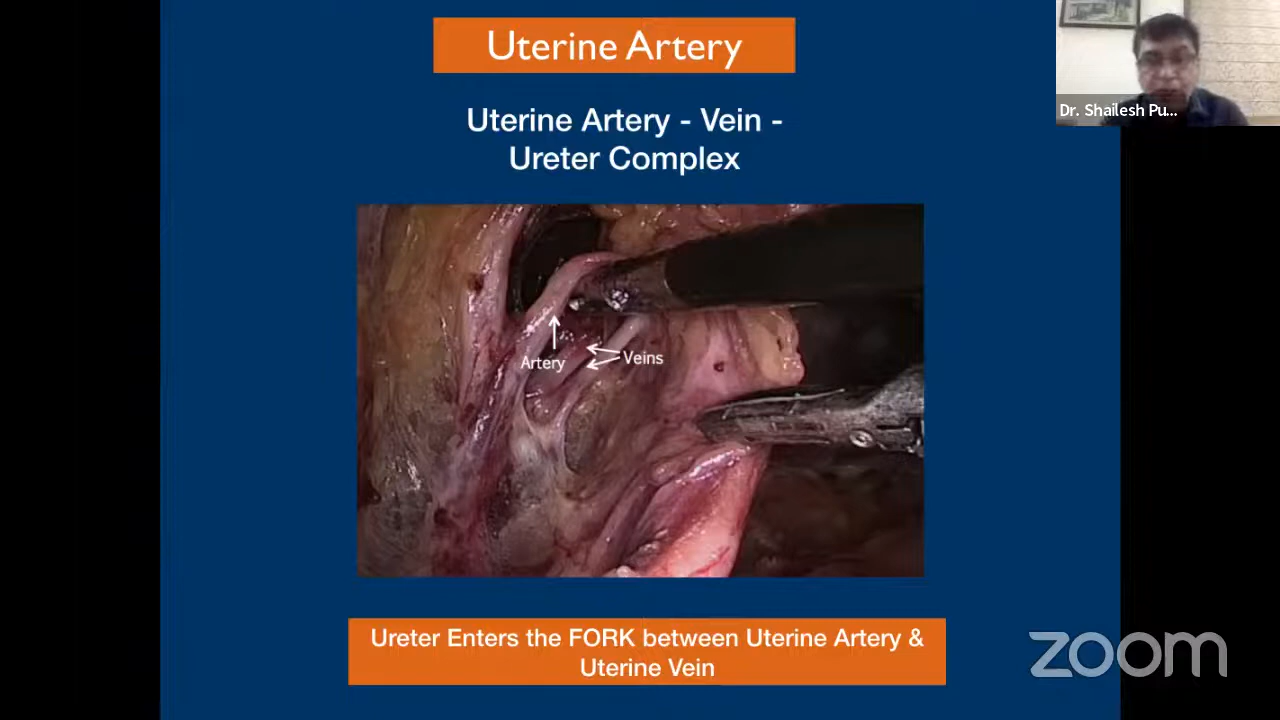 Uterine Artery
Dr. Shailesh Pu...
Uterine Artery - Vein -
Ureter Complex
Artery
Veins
Ureter Enters the FORK between Uterine Artery &
Uterine Vein
zoom